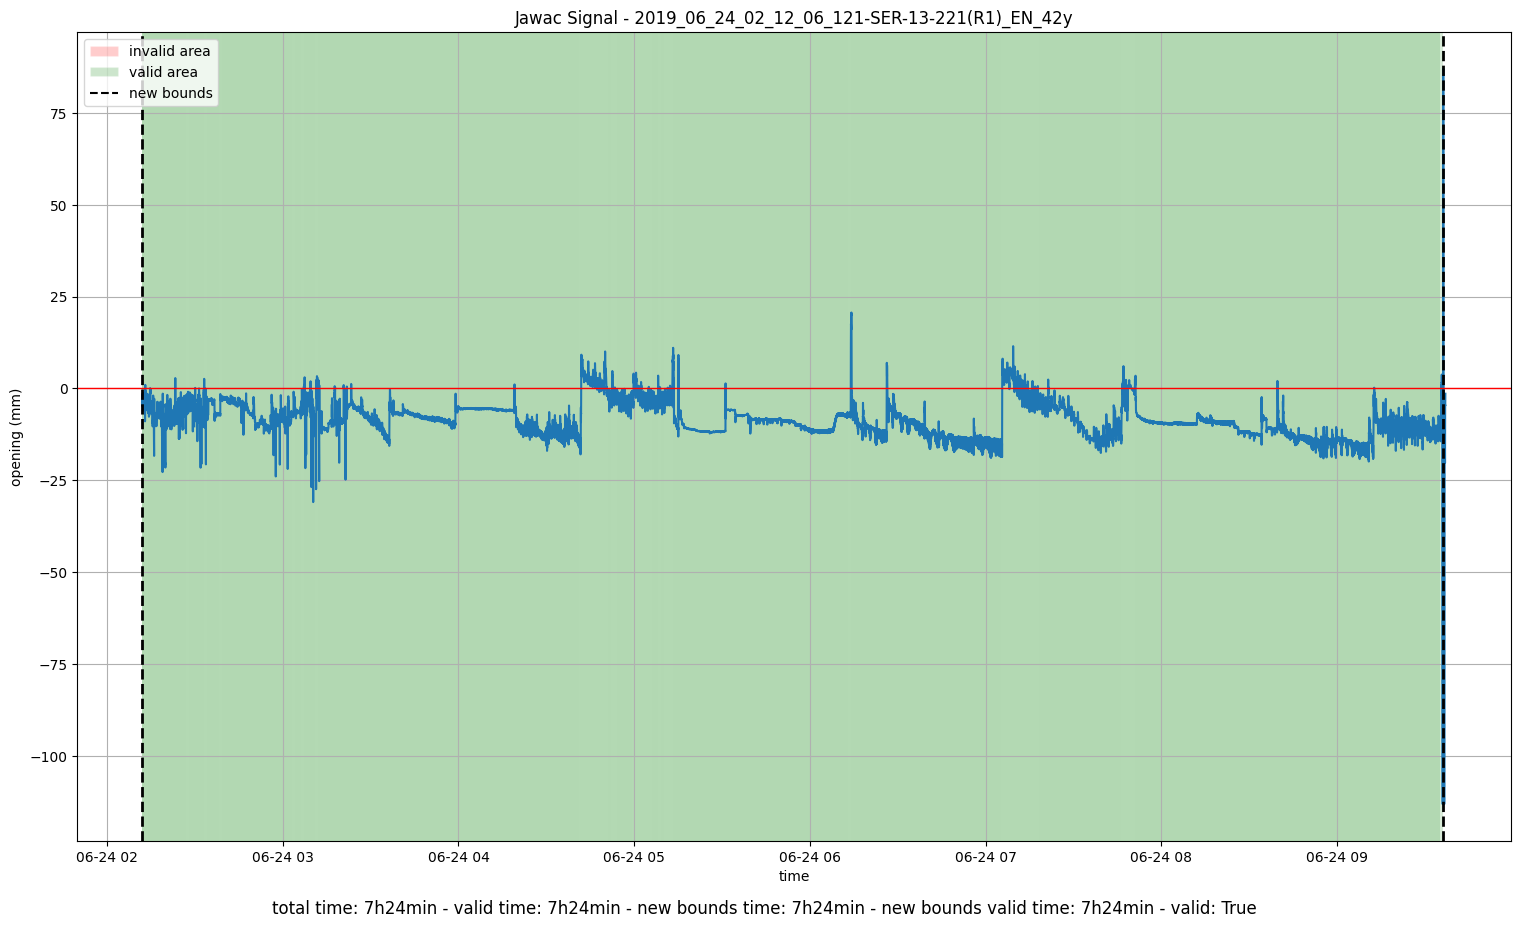 Jawac Signal - 2019_06_24_02_12_06_121-SER-13-221(R1)_EN_42y
invalid area
valid area
new bounds
75
50
25
0
−25
−50
−75
−100
opening (mm)
06-24 02
06-24 03
06-24 04
06-24 05
06-24 06
06-24 07
06-24 08
06-24 09
time
total time: 7h24min - valid time: 7h24min - new bounds time: 7h24min - new bounds valid time: 7h24min - valid: True